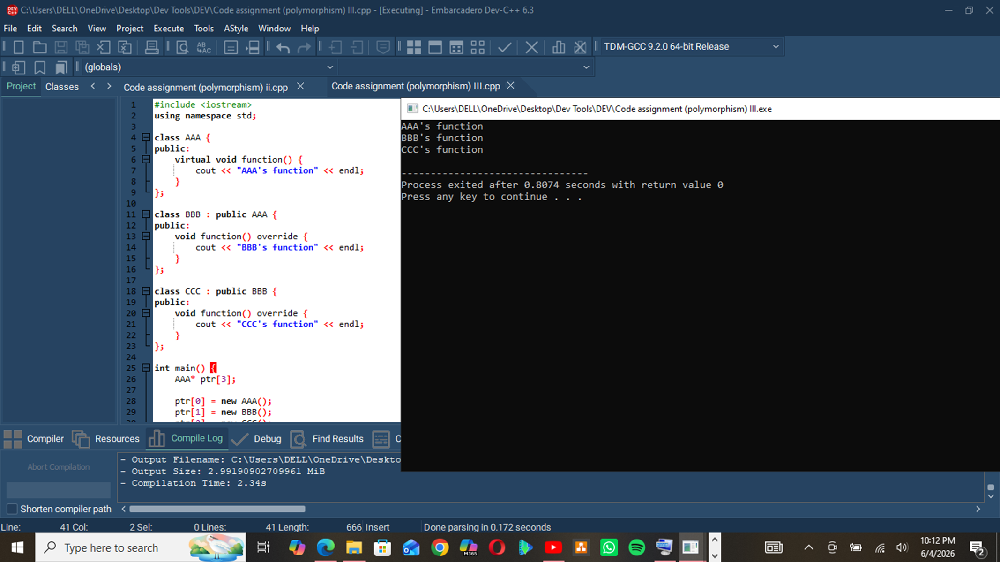 C:\Users\DELL\OneDrive\Desktop\Dev Tools\DEV\Code assignment (polymorphism) III.cpp - [Executing] - Embarcadero Dev-C++ 6.3
File Edit Search View Project Execute Tools AStyle Window Help
TDM-GCC 9.2.0 64-bit Release
(globals)
Project Classes
Code assignment (polymorphism) ii.cpp
Code assignment (polymorphism) III.cpp
1 #include <iostream>
2 using namespace std;
3
4 class AAA {
5 public:
6 virtual void function() {
7 cout << "AAA's function" << endl;
8 }
9 };
10
11 class BBB : public AAA {
12 public:
13 void function() override {
14 cout << "BBB's function" << endl;
15 }
16 };
17
18 class CCC : public BBB {
19 public:
20 void function() override {
21 cout << "CCC's function" << endl;
22 }
23 };
24
25 int main() {
26 AAA* ptr[3];
27
28 ptr[0] = new AAA();
29 ptr[1] = new BBB();
C:\Users\DELL\OneDrive\Desktop\Dev Tools\DEV\Code assignment (polymorphism) III.exe
AAA's function
BBB's function
CCC's function
--------------------------------
Process exited after 0.8074 seconds with return value 0
Press any key to continue . . .
Compiler Resources Compile Log Debug Find Results C
Abort Compilation
- Output Filename: C:\Users\DELL\OneDrive\Deskto
- Output Size: 2.99190902709961 MiB
- Compilation Time: 2.34s
Shorten compiler path
Line: 41 Col: 2 Sel: 0 Lines: 41 Length: 666 Insert Done parsing in 0.172 seconds
Type here to search
M365
10:12 PM
6/4/2026
2